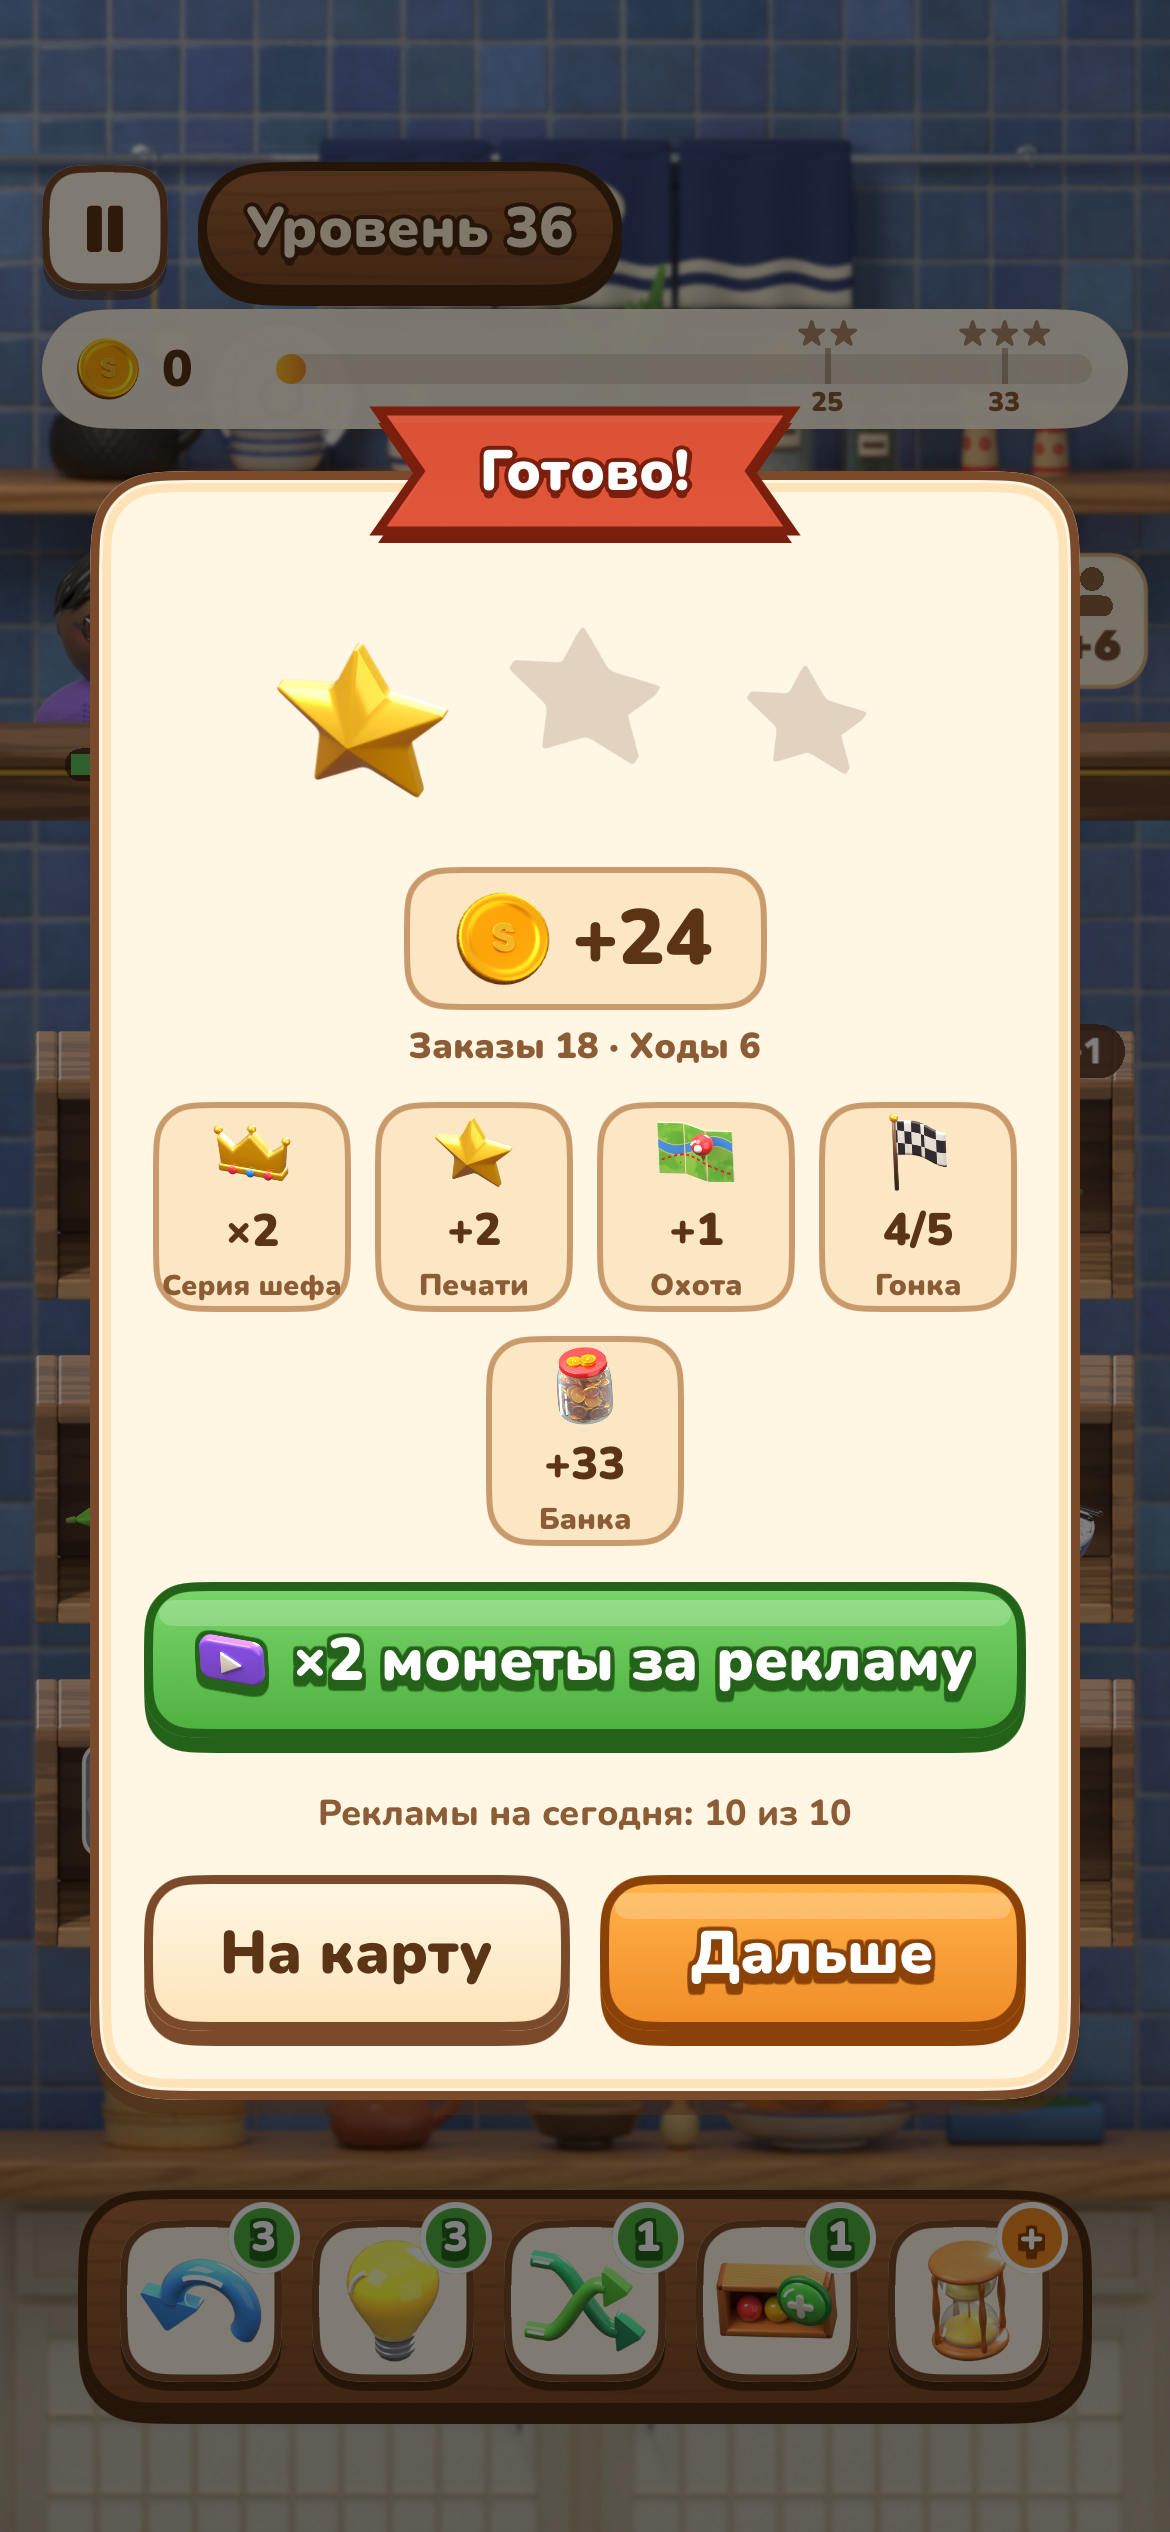 Уровень 36
0
25
33
Готово!
+6
+24
Заказы 18 · Ходы 6
×2
Серия шефа
+2
Печати
+1
Охота
4/5
Гонка
+33
Банка
×2 монеты за рекламу
Рекламы на сегодня: 10 из 10
На карту
Дальше
3
3
1
1
+